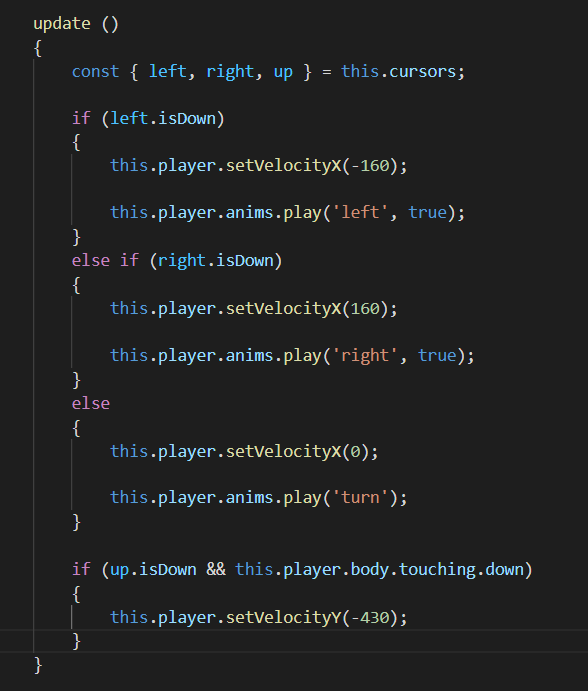 update ()
{
const { left, right, up } = this.cursors;
if (left.isDown)
{
this.player.setVelocityX(-160);
this.player.anims.play('left', true);
}
else if (right.isDown)
{
this.player.setVelocityX(160);
this.player.anims.play('right', true);
}
else
{
this.player.setVelocityX(0);
this.player.anims.play('turn');
}
if (up.isDown && this.player.body.touching.down)
{
this.player.setVelocityY(-430);
}
}